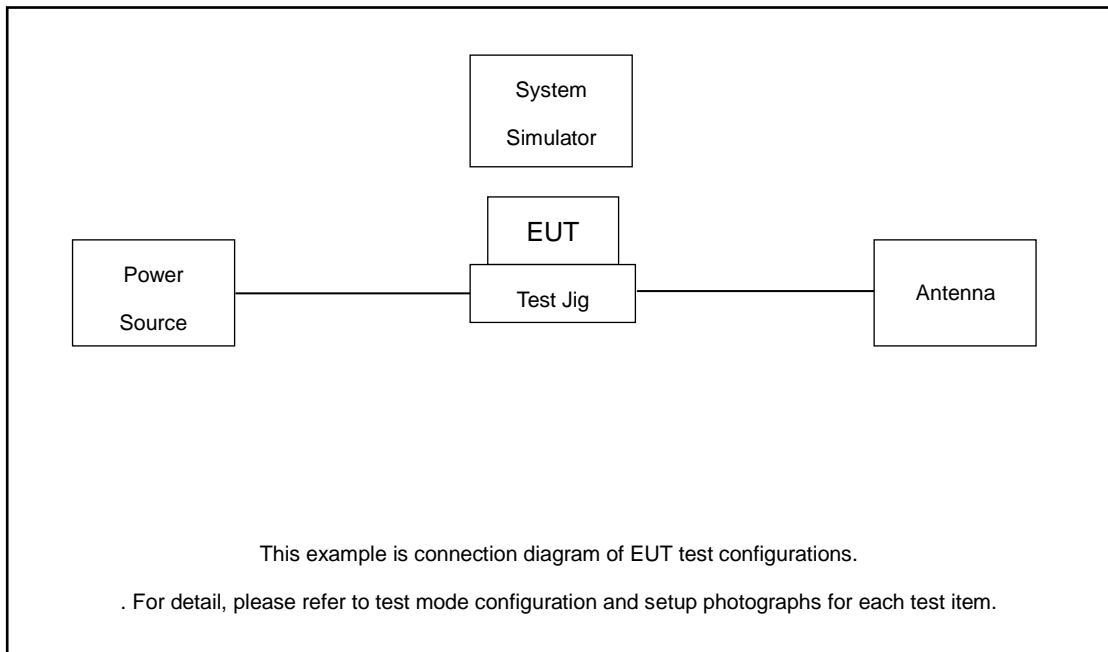 System
Simulator
EUT
Power
Source
Test Jig
Antenna
This example is connection diagram of EUT test configurations.
. For detail, please refer to test mode configuration and setup photographs for each test item.